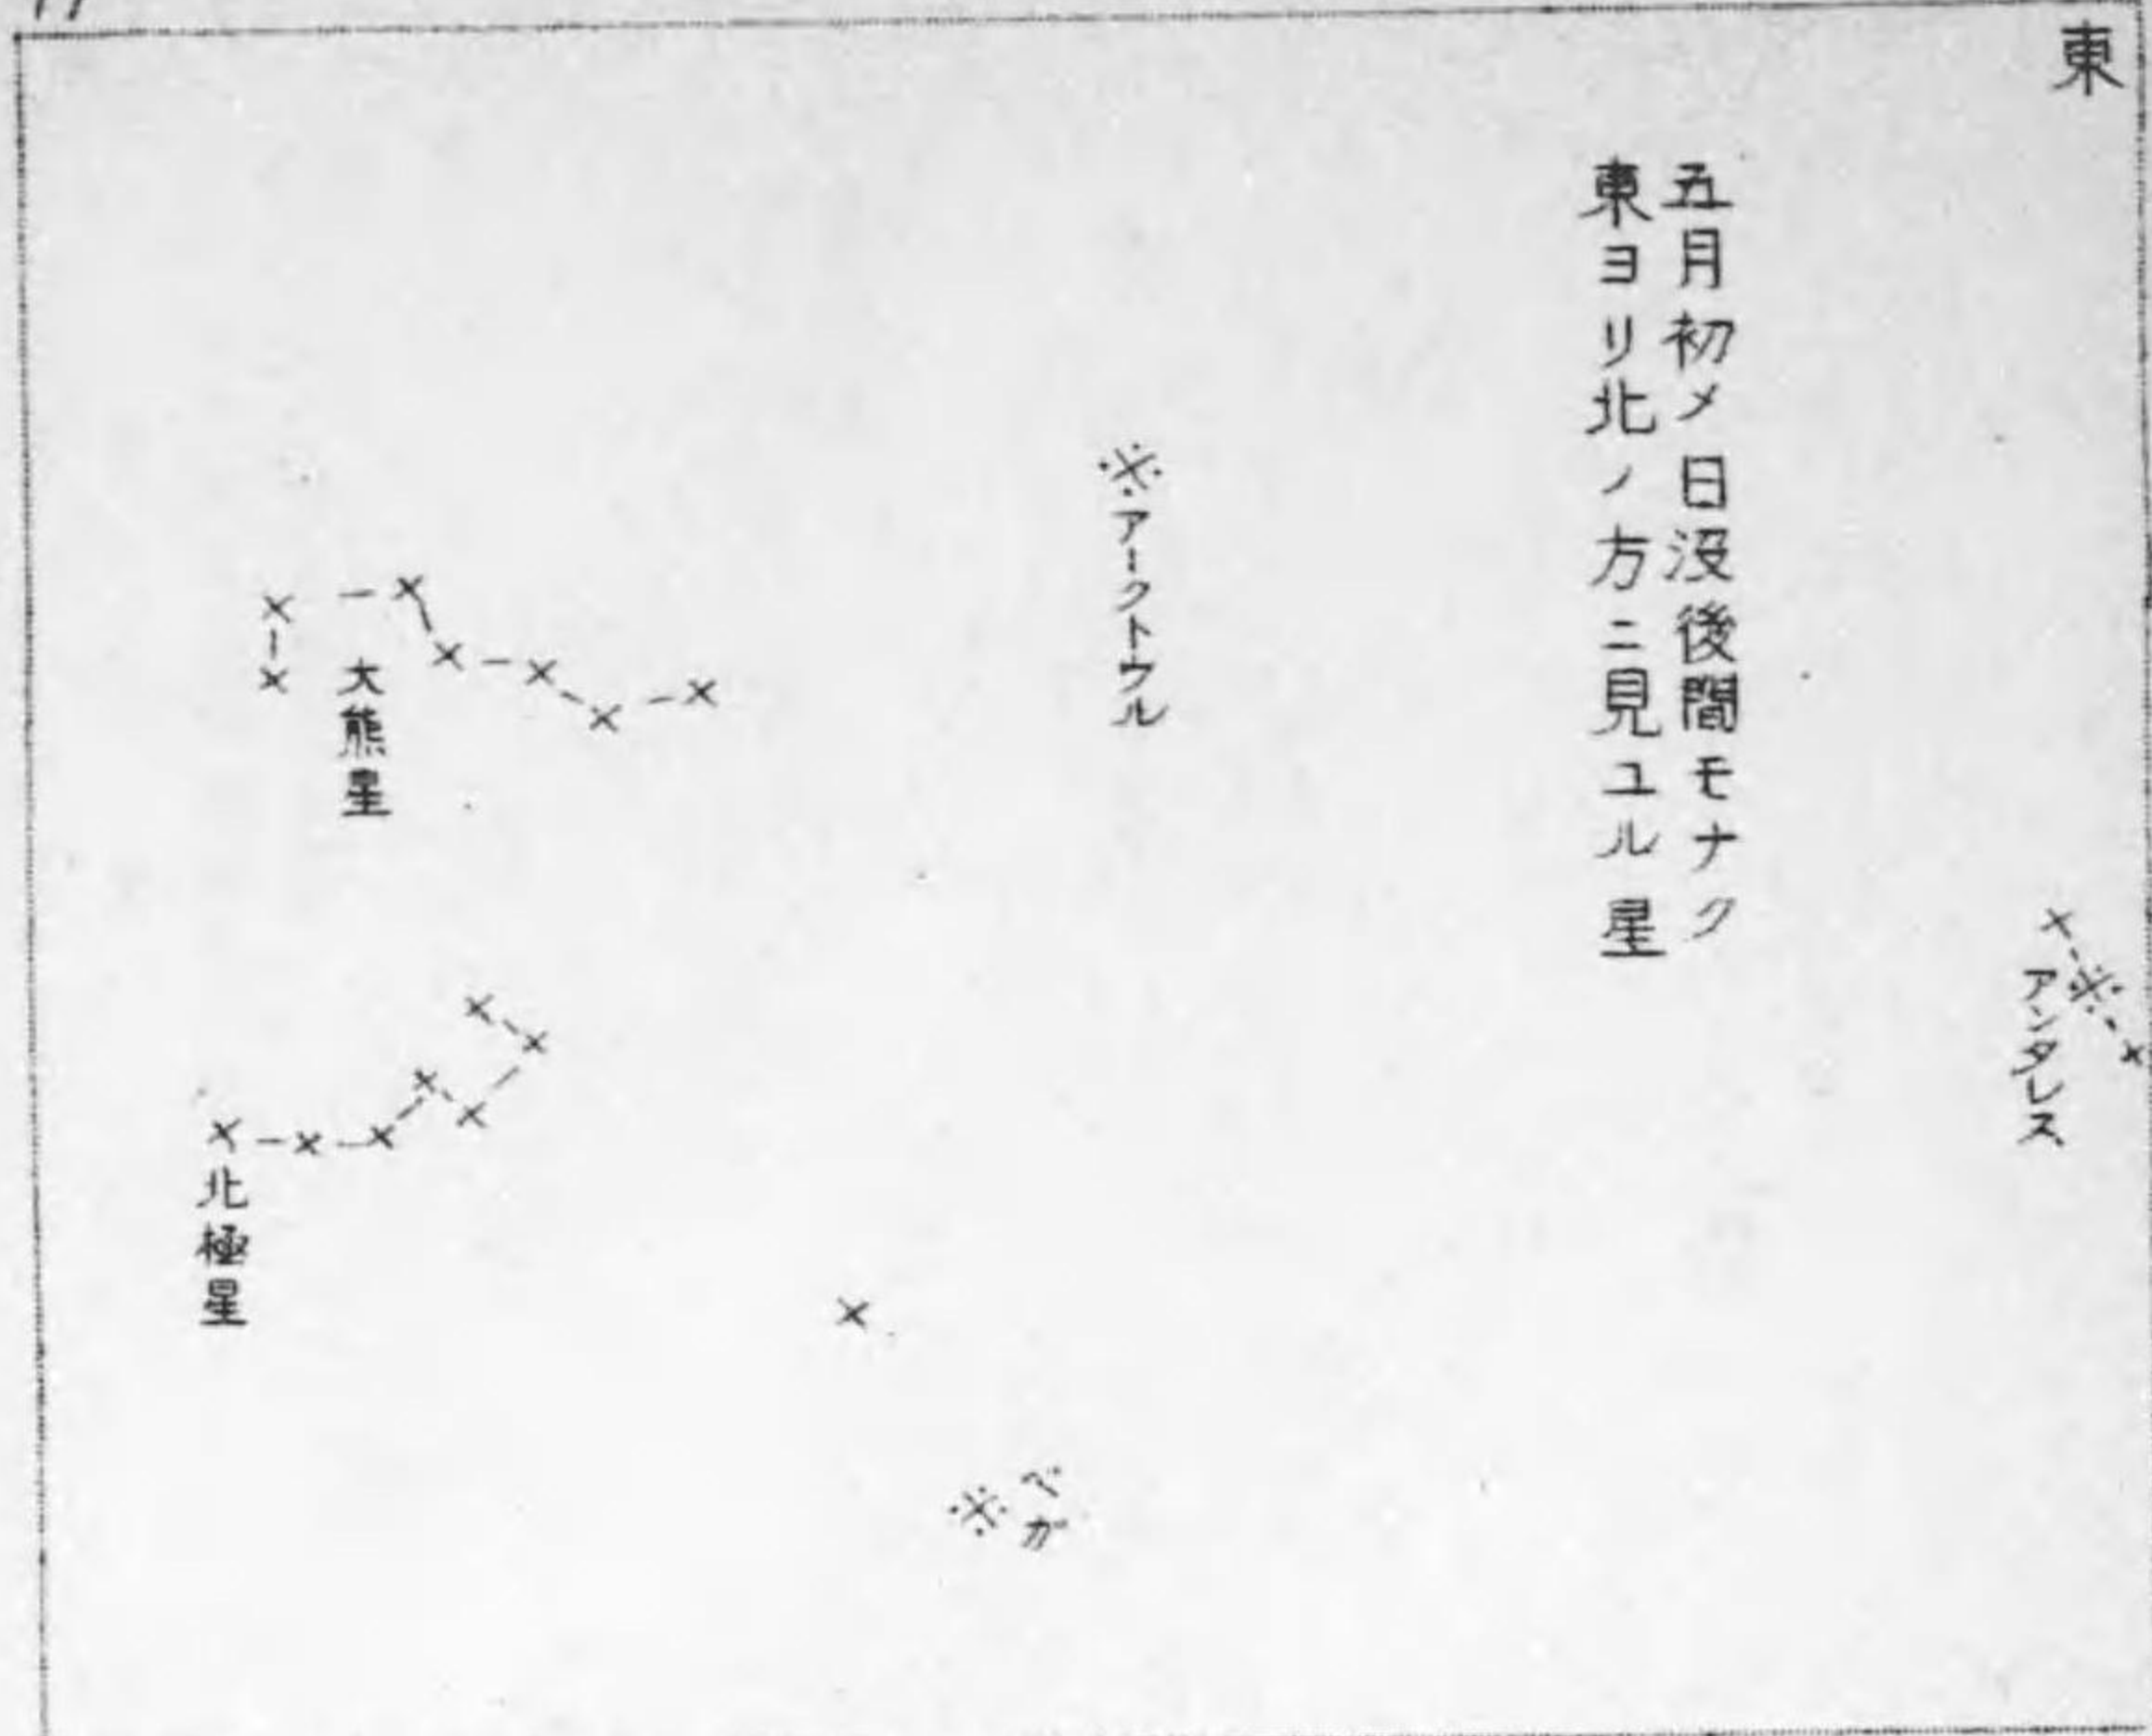 東
五月初メ日没後間モナク
東ヨリ北ノ方ニ見ユル星
アンタレス
アークトウル
ベガ
大熊星
北極星